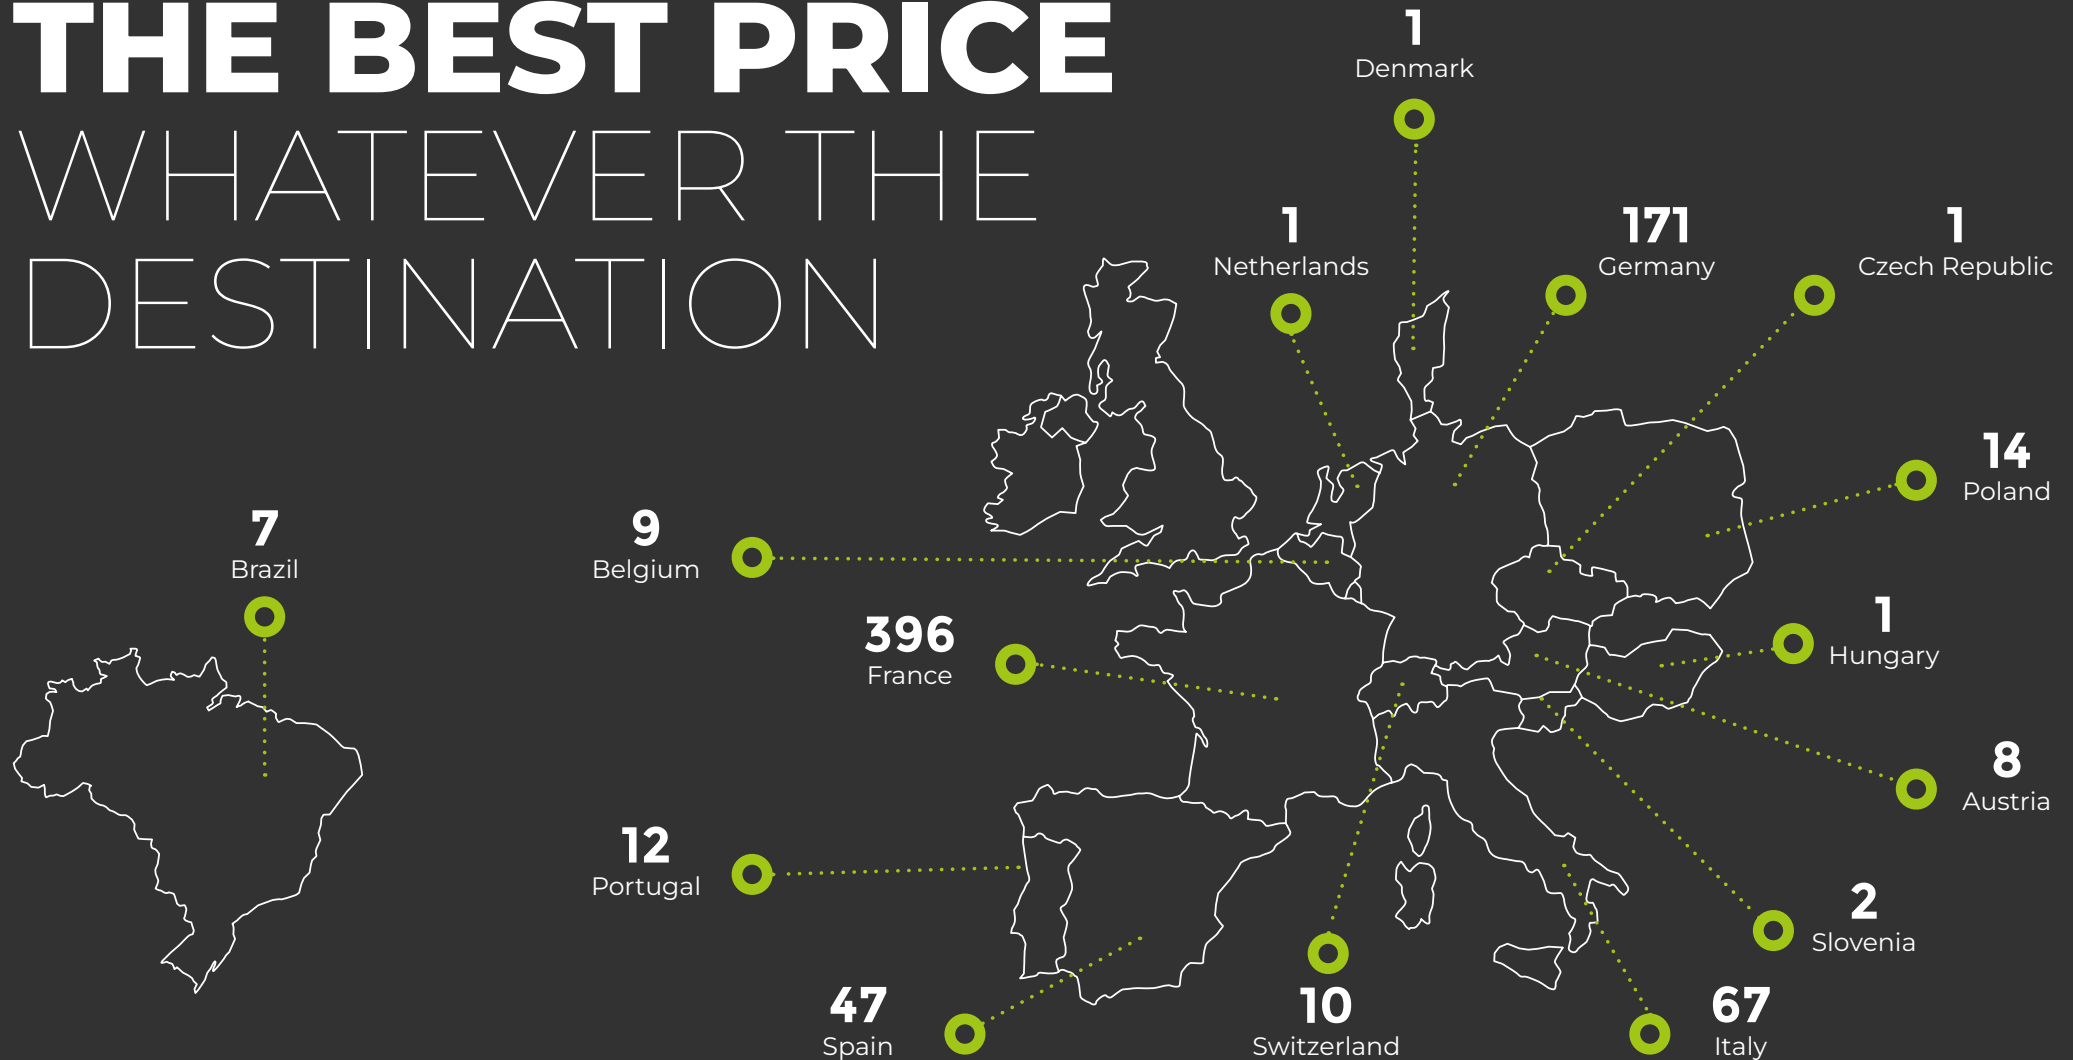 THE BEST PRICE
WHATEVER THE
DESTINATION
1
Denmark
1
Netherlands
171
Germany
1
Czech Republic
14
Poland
7
Brazil
9
Belgium
396
France
1
Hungary
8
Austria
12
Portugal
2
Slovenia
47
Spain
10
Switzerland
67
Italy